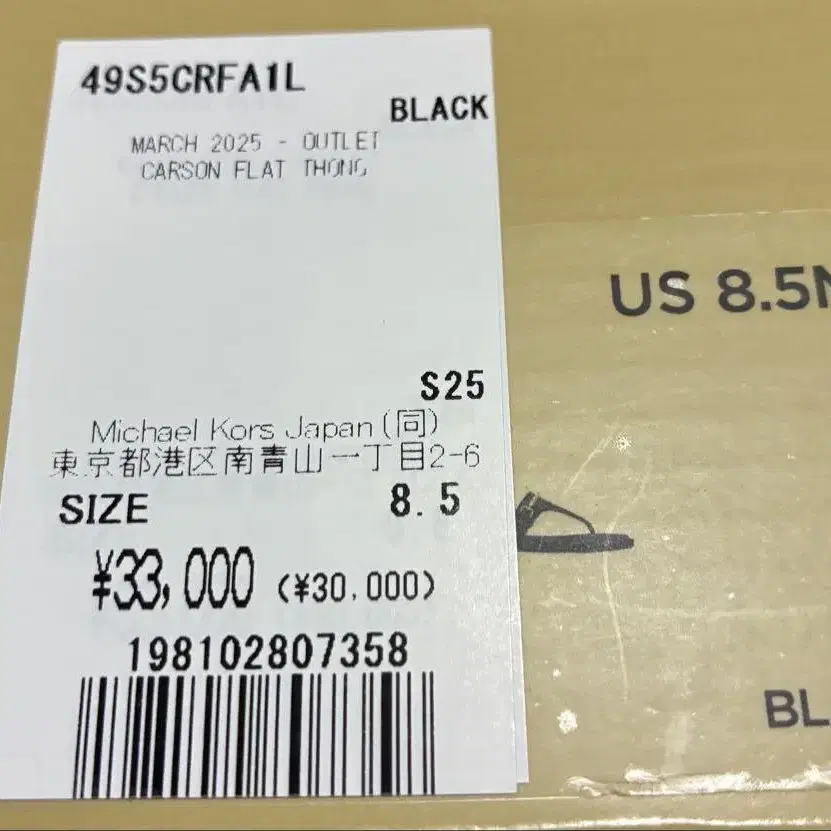 49S5CRFA1L
BLACK
MARCH 2025 - OUTLET
CARSON FLAT THONG
S25
Michael Kors Japan(同)
東京都港区南青山一丁目2-6
SIZE 8.5
¥33,000 (¥30,000)
198102807358
US 8.5
BL